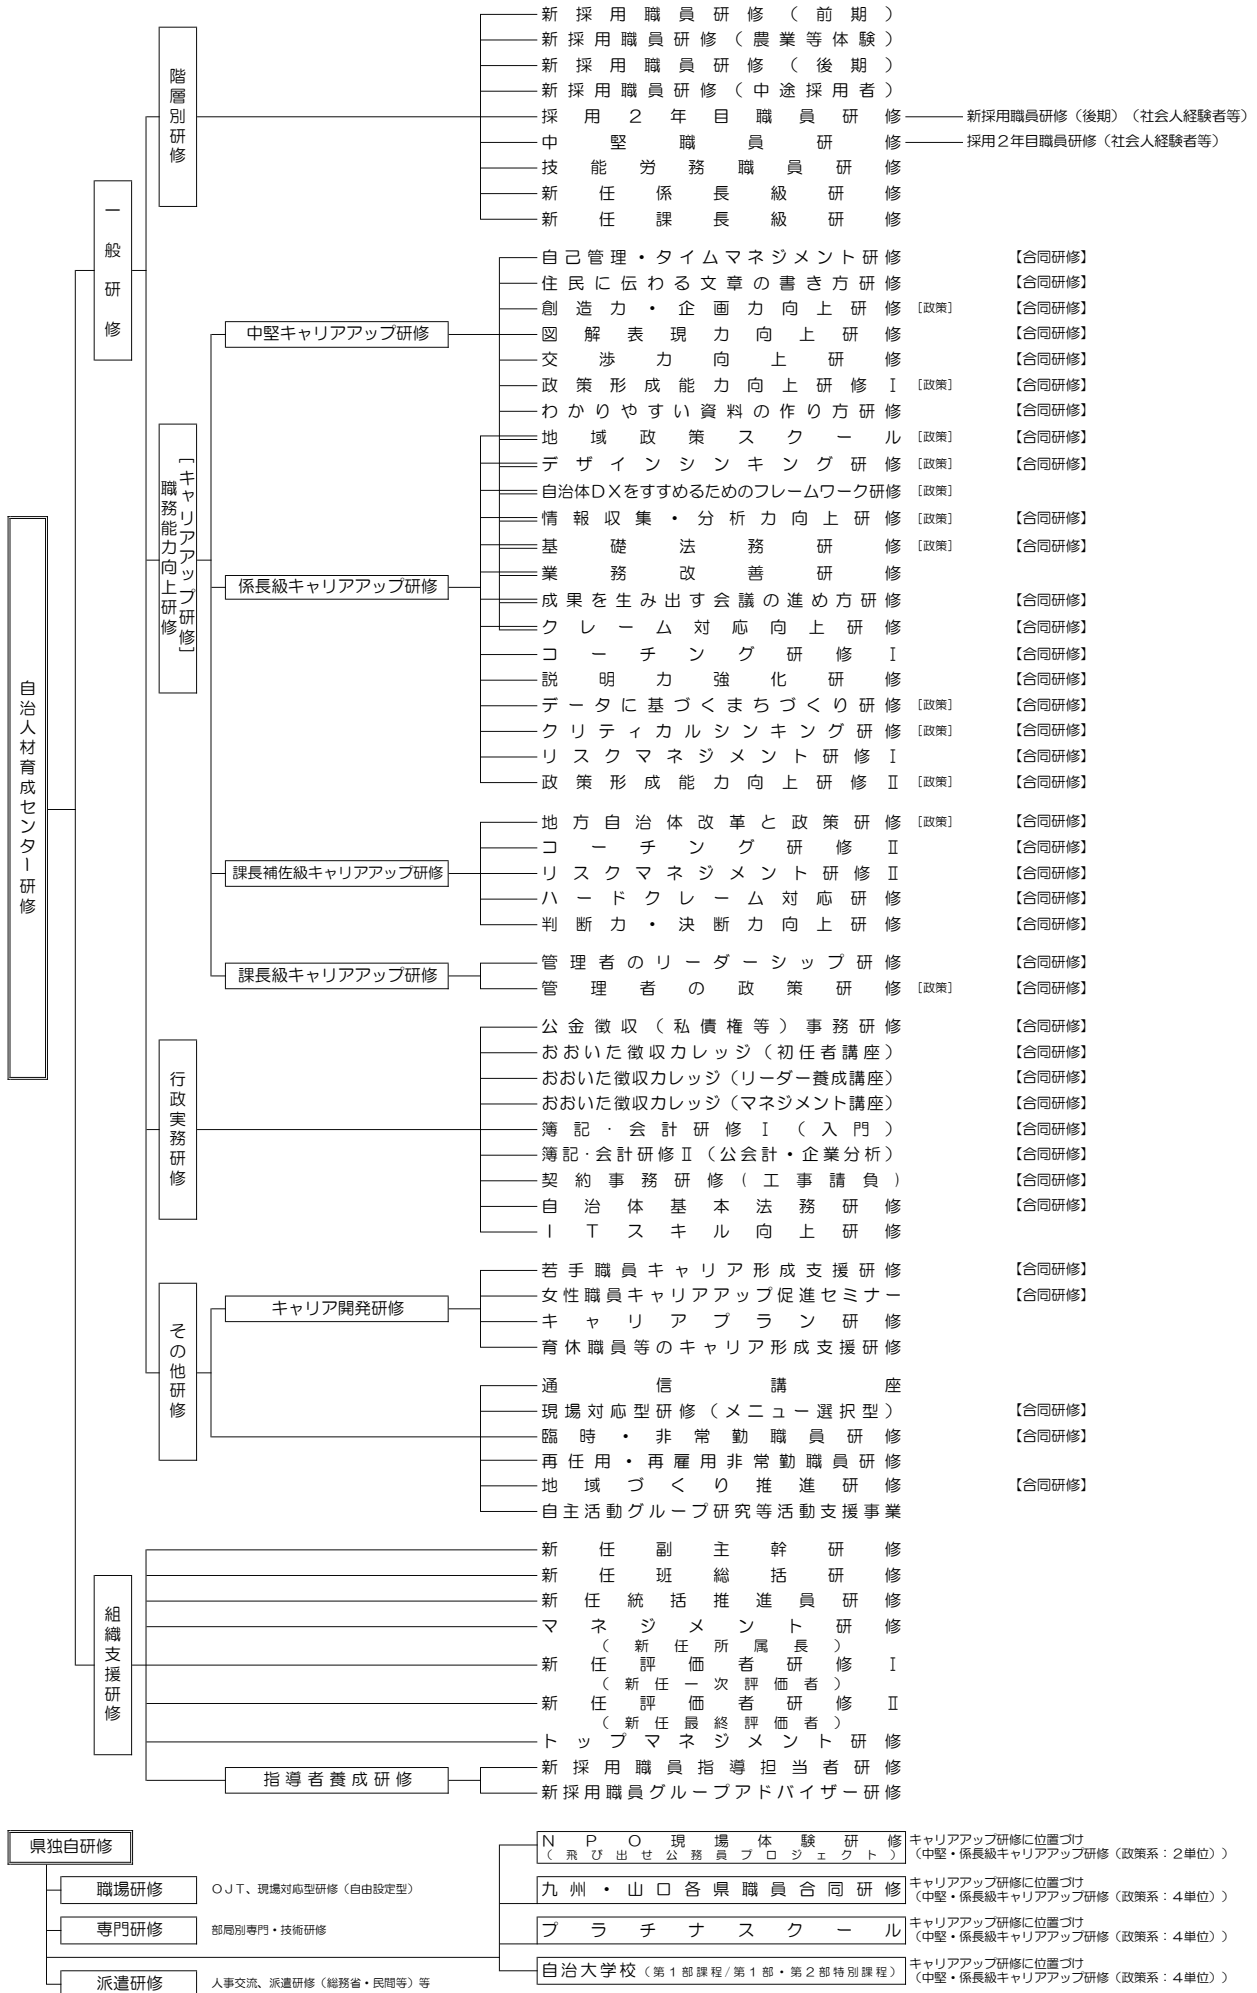 自治人材育成センター研修
一般研修
階層別研修
新採用職員研修（前期）
新採用職員研修（農業等体験）
新採用職員研修（後期）
新採用職員研修（中途採用者）
採用２年目職員研修 新採用職員研修（後期）（社会人経験者等）
中堅職員研修 採用２年目職員研修（社会人経験者等）
技能労務職員研修
新任係長級研修
新任課長級研修
職務能力向上研修
［キャリアアップ研修］
中堅キャリアアップ研修
自己管理・タイムマネジメント研修 【合同研修】
住民に伝わる文章の書き方研修 【合同研修】
創造力・企画力向上研修 ［政策］ 【合同研修】
図解表現力向上研修 【合同研修】
交渉力向上研修 【合同研修】
政策形成能力向上研修Ⅰ ［政策］ 【合同研修】
わかりやすい資料の作り方研修 【合同研修】
係長級キャリアアップ研修
地域政策スクール ［政策］ 【合同研修】
デザインシンキング研修 ［政策］ 【合同研修】
自治体ＤＸをすすめるためのフレームワーク研修 ［政策］
情報収集・分析力向上研修 ［政策］ 【合同研修】
基礎法務研修 ［政策］ 【合同研修】
業務改善研修
成果を生み出す会議の進め方研修 【合同研修】
クレーム対応向上研修 【合同研修】
コーチング研修Ⅰ 【合同研修】
説明力強化研修 【合同研修】
データに基づくまちづくり研修 ［政策］ 【合同研修】
クリティカルシンキング研修 ［政策］ 【合同研修】
リスクマネジメント研修Ⅰ 【合同研修】
政策形成能力向上研修Ⅱ ［政策］ 【合同研修】
課長補佐級キャリアアップ研修
地方自治体改革と政策研修 ［政策］ 【合同研修】
コーチング研修Ⅱ 【合同研修】
リスクマネジメント研修Ⅱ 【合同研修】
ハードクレーム対応研修 【合同研修】
判断力・決断力向上研修 【合同研修】
課長級キャリアアップ研修
管理者のリーダーシップ研修 【合同研修】
管理者の政策研修 ［政策］ 【合同研修】
行政実務研修
公金徴収（私債権等）事務研修 【合同研修】
おおいた徴収カレッジ（初任者講座） 【合同研修】
おおいた徴収カレッジ（リーダー養成講座） 【合同研修】
おおいた徴収カレッジ（マネジメント講座） 【合同研修】
簿記・会計研修Ⅰ（入門） 【合同研修】
簿記・会計研修Ⅱ（公会計・企業分析） 【合同研修】
契約事務研修（工事請負） 【合同研修】
自治体基本法務研修 【合同研修】
ＩＴスキル向上研修
その他研修
キャリア開発研修
若手職員キャリア形成支援研修 【合同研修】
女性職員キャリアアップ促進セミナー 【合同研修】
キャリアプラン研修
育休職員等のキャリア形成支援研修
通信講座
現場対応型研修（メニュー選択型） 【合同研修】
臨時・非常勤職員研修 【合同研修】
再任用・再雇用非常勤職員研修
地域づくり推進研修 【合同研修】
自主活動グループ研究等活動支援事業
組織支援研修
新任副主幹研修
新任班総括研修
新任統括推進員研修
マネジメント研修
（新任所属長）
新任評価者研修Ⅰ
（新任一次評価者）
新任評価者研修Ⅱ
（新任最終評価者）
トップマネジメント研修
指導者養成研修
新採用職員指導担当者研修
新採用職員グループアドバイザー研修
県独自研修
職場研修 ＯＪＴ、現場対応型研修（自由設定型）
専門研修 部局別専門・技術研修
派遣研修 人事交流、派遣研修（総務省・民間等）等
ＮＰＯ現場体験研修
（飛び出せ公務員プロジェクト）
キャリアアップ研修に位置づけ
（中堅・係長級キャリアアップ研修（政策系：２単位））
九州・山口各県職員合同研修
キャリアアップ研修に位置づけ
（中堅・係長級キャリアアップ研修（政策系：４単位））
プラチナスクール
キャリアアップ研修に位置づけ
（中堅・係長級キャリアアップ研修（政策系：４単位））
自治大学校（第１部課程/第１部・第２部特別課程）
キャリアアップ研修に位置づけ
（中堅・係長級キャリアアップ研修（政策系：４単位））